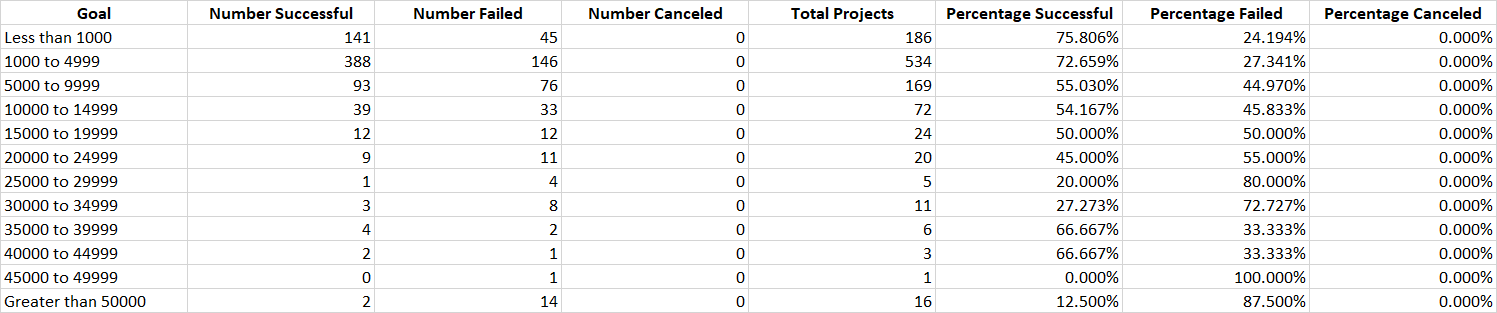 Goal Number Successful Number Failed Number Canceled Total Projects Percentage Successful Percentage Failed Percentage Canceled
Less than 1000 141 45 0 186 75.806% 24.194% 0.000%
1000 to 4999 388 146 0 534 72.659% 27.341% 0.000%
5000 to 9999 93 76 0 169 55.030% 44.970% 0.000%
10000 to 14999 39 33 0 72 54.167% 45.833% 0.000%
15000 to 19999 12 12 0 24 50.000% 50.000% 0.000%
20000 to 24999 9 11 0 20 45.000% 55.000% 0.000%
25000 to 29999 1 4 0 5 20.000% 80.000% 0.000%
30000 to 34999 3 8 0 11 27.273% 72.727% 0.000%
35000 to 39999 4 2 0 6 66.667% 33.333% 0.000%
40000 to 44999 2 1 0 3 66.667% 33.333% 0.000%
45000 to 49999 0 1 0 1 0.000% 100.000% 0.000%
Greater than 50000 2 14 0 16 12.500% 87.500% 0.000%